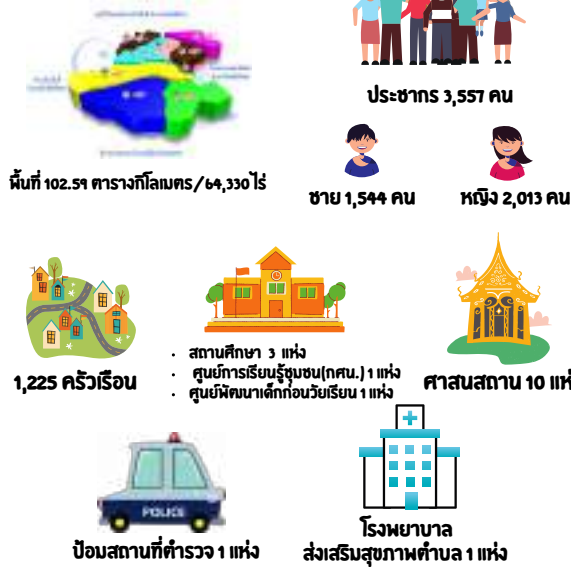 ประชากร 3,557 คน
พื้นที่ 102.59 ตารางกิโลเมตร/64,330 ไร่
ชาย 1,544 คน
หญิง 2,013 คน
1,225 ครัวเรือน
• สถานศึกษา 3 แห่ง
• ศูนย์การเรียนรู้ชุมชน(กศน.) 1 แห่ง
• ศูนย์พัฒนาเด็กก่อนวัยเรียน 1 แห่ง
ศาสนสถาน 10 แห่
POLICE
ป้อมสถานที่ตำรวจ 1 แห่ง
โรงพยาบาล
ส่งเสริมสุขภาพตำบล 1 แห่ง